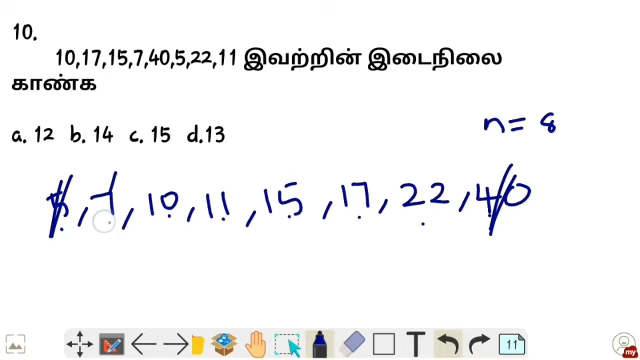 10.
10,17,15,7,40,5,22,11 இவற்றின் இடைநிலை
காண்க
a. 12 b. 14 c. 15 d.13
n = 8
5, 7, 10, 11, 15, 17, 22, 40
11
my